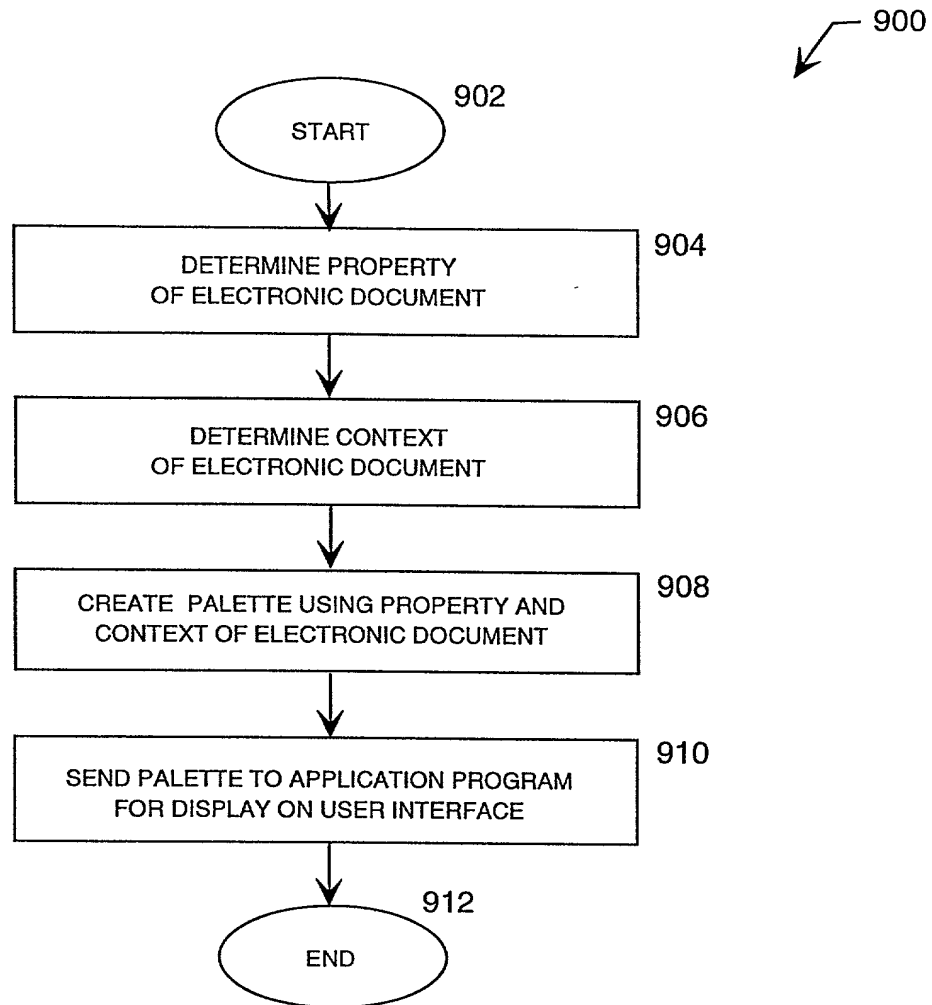 900
902
START
904
DETERMINE PROPERTY
OF ELECTRONIC DOCUMENT
906
DETERMINE CONTEXT
OF ELECTRONIC DOCUMENT
908
CREATE PALETTE USING PROPERTY AND
CONTEXT OF ELECTRONIC DOCUMENT
910
SEND PALETTE TO APPLICATION PROGRAM
FOR DISPLAY ON USER INTERFACE
912
END